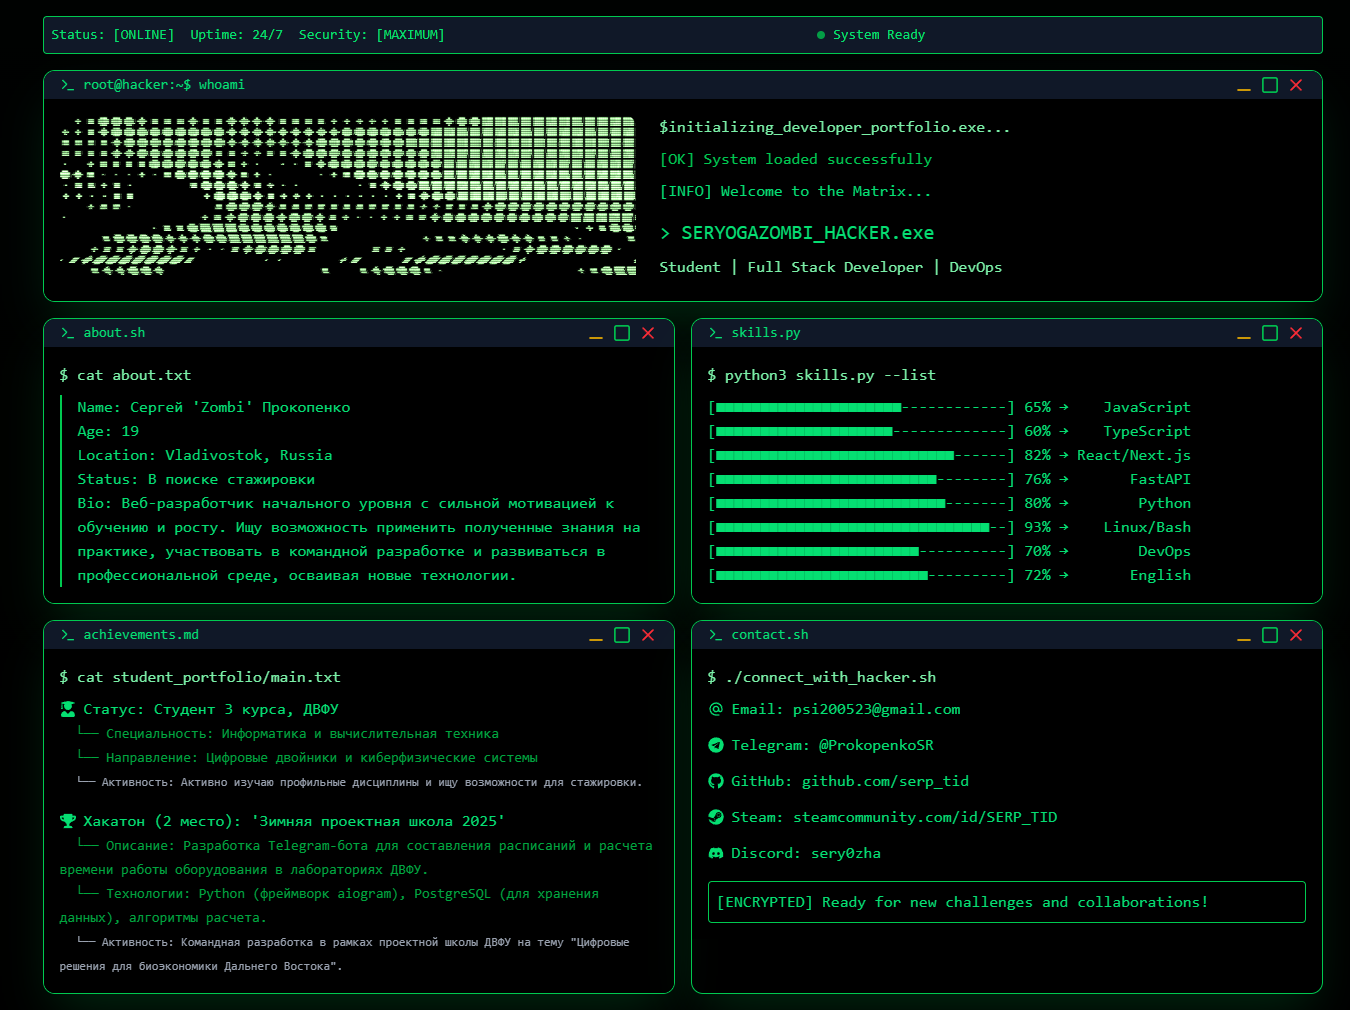 Status: [ONLINE] Uptime: 24/7 Security: [MAXIMUM]
System Ready
root@hacker:~$ whoami
$initializing_developer_portfolio.exe...
[OK] System loaded successfully
[INFO] Welcome to the Matrix...
> SERYOGAZOMBI_HACKER.exe
Student | Full Stack Developer | DevOps
about.sh
$ cat about.txt
Name: Сергей 'Zombi' Прокопенко
Age: 19
Location: Vladivostok, Russia
Status: В поиске стажировки
Bio: Веб-разработчик начального уровня с сильной мотивацией к
обучению и росту. Ищу возможность применить полученные знания на
практике, участвовать в командной разработке и развиваться в
профессиональной среде, осваивая новые технологии.
skills.py
$ python3 skills.py --list
[■■■■■■■■■■■■■■■■■■■■■------------] 65% → JavaScript
[■■■■■■■■■■■■■■■■■■■■-------------] 60% → TypeScript
[■■■■■■■■■■■■■■■■■■■■■■■■■■■------] 82% → React/Next.js
[■■■■■■■■■■■■■■■■■■■■■■■■■--------] 76% → FastAPI
[■■■■■■■■■■■■■■■■■■■■■■■■■■-------] 80% → Python
[■■■■■■■■■■■■■■■■■■■■■■■■■■■■■■■--] 93% → Linux/Bash
[■■■■■■■■■■■■■■■■■■■■■■■----------] 70% → DevOps
[■■■■■■■■■■■■■■■■■■■■■■■■---------] 72% → English
achievements.md
$ cat student_portfolio/main.txt
Статус: Студент 3 курса, ДВФУ
└── Специальность: Информатика и вычислительная техника
└── Направление: Цифровые двойники и киберфизические системы
└── Активность: Активно изучаю профильные дисциплины и ищу возможности для стажировки.
Хакатон (2 место): 'Зимняя проектная школа 2025'
└── Описание: Разработка Telegram-бота для составления расписаний и расчета
времени работы оборудования в лабораториях ДВФУ.
└── Технологии: Python (фреймворк aiogram), PostgreSQL (для хранения
данных), алгоритмы расчета.
└── Активность: Командная разработка в рамках проектной школы ДВФУ на тему "Цифровые
решения для биоэкономики Дальнего Востока".
contact.sh
$ ./connect_with_hacker.sh
Email: psi200523@gmail.com
Telegram: @ProkopenkoSR
GitHub: github.com/serp_tid
Steam: steamcommunity.com/id/SERP_TID
Discord: sery0zha
[ENCRYPTED] Ready for new challenges and collaborations!